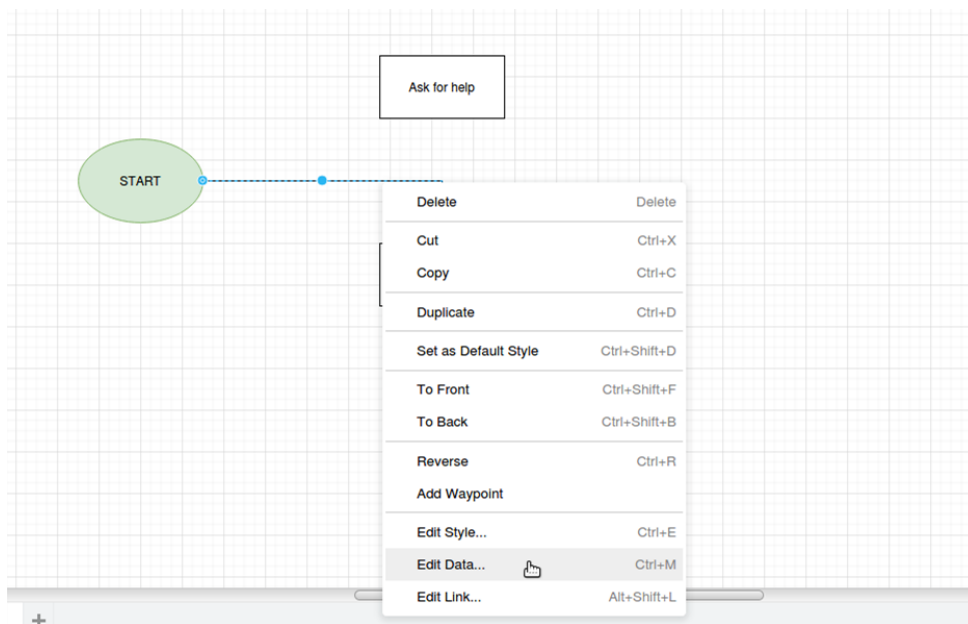 Ask for help
START
Delete Delete
Cut Ctrl+X
Copy Ctrl+C
Duplicate Ctrl+D
Set as Default Style Ctrl+Shift+D
To Front Ctrl+Shift+F
To Back Ctrl+Shift+B
Reverse Ctrl+R
Add Waypoint
Edit Style... Ctrl+E
Edit Data... Ctrl+M
Edit Link... Alt+Shift+L